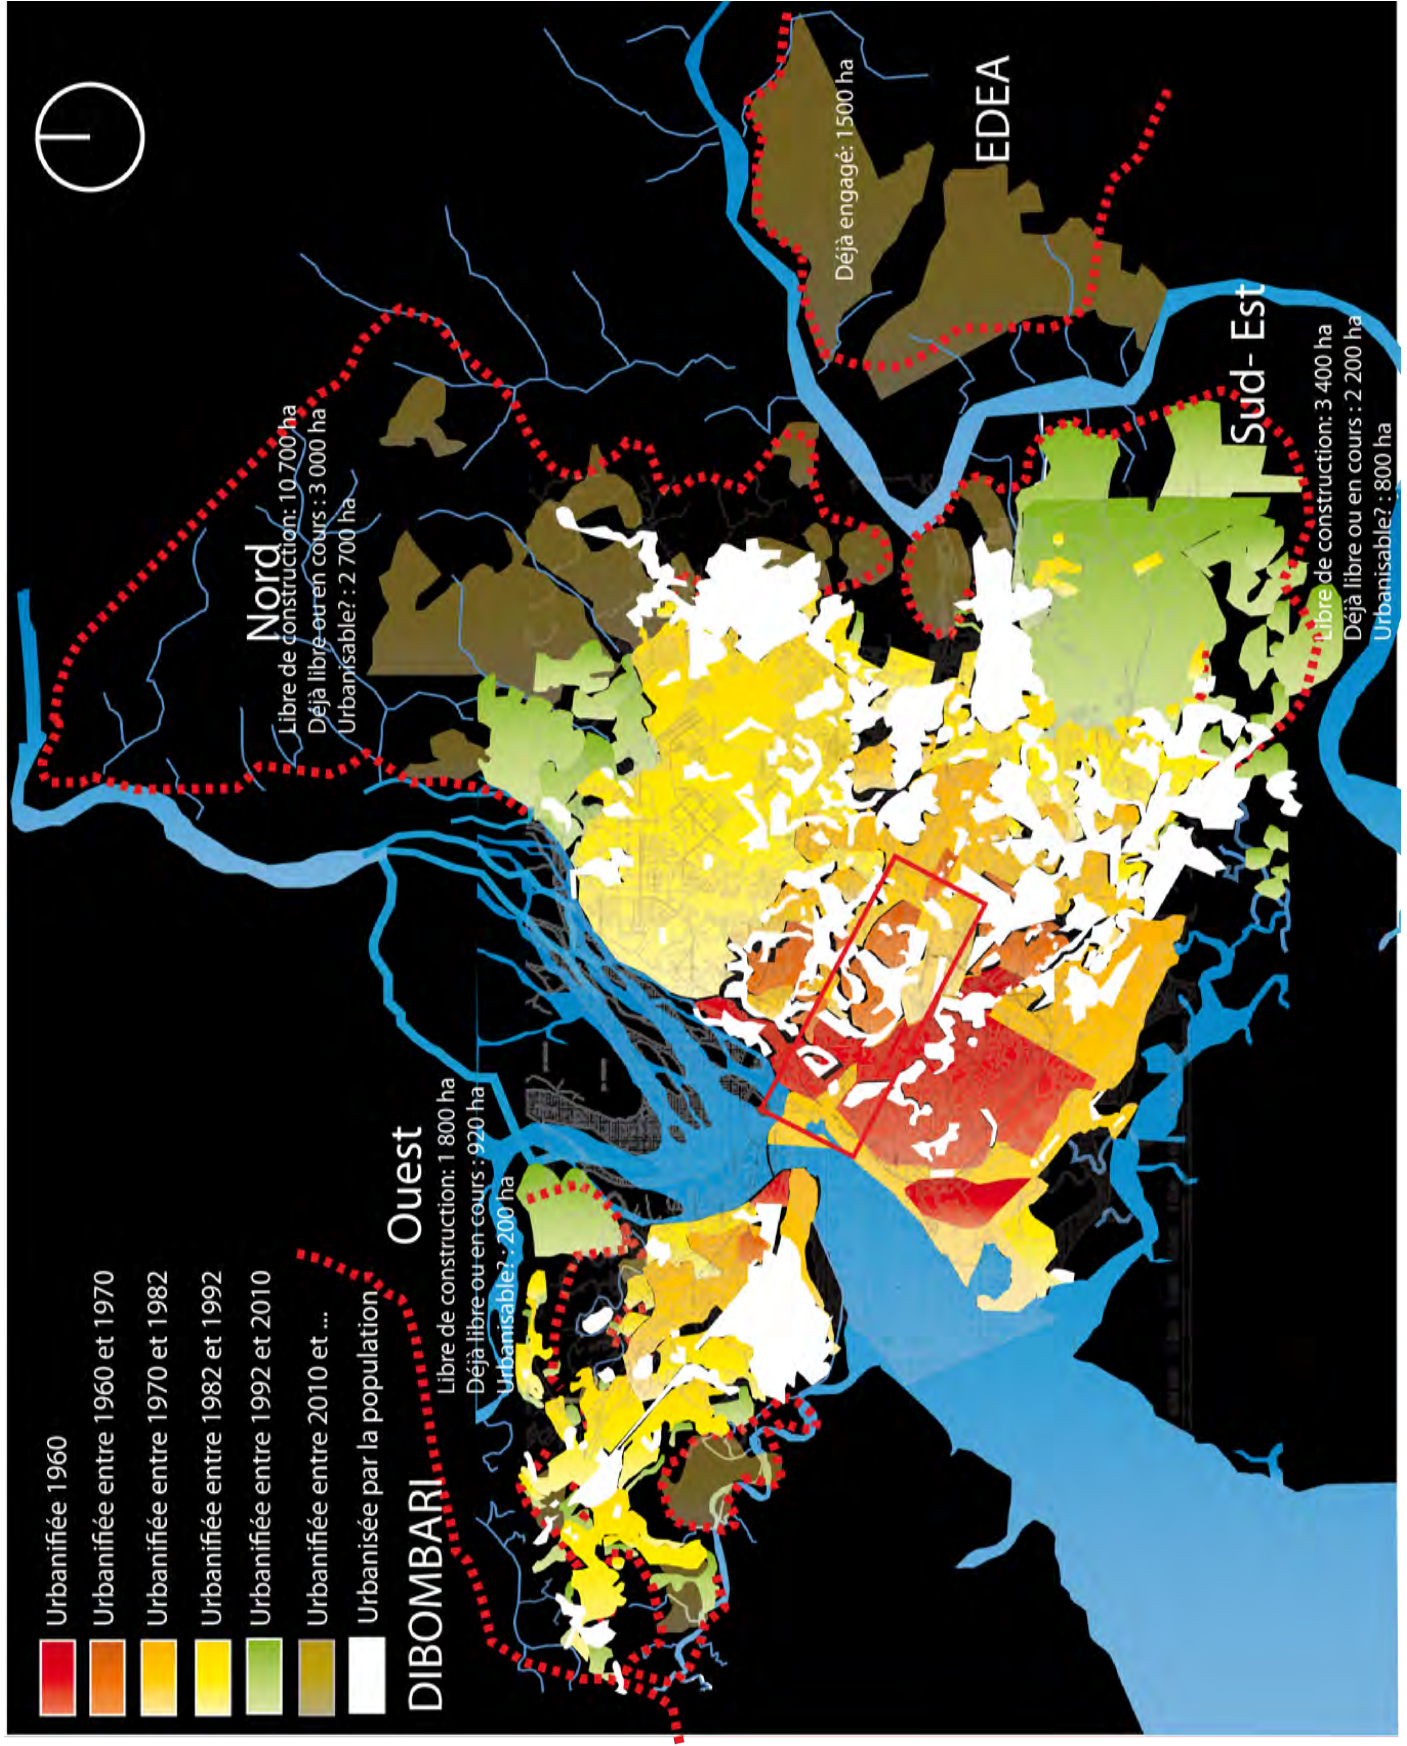 Urbanifiée 1960
Urbanifiée entre 1960 et 1970
Urbanifiée entre 1970 et 1982
Urbanifiée entre 1982 et 1992
Urbanifiée entre 1992 et 2010
Urbanifiée entre 2010 et ...
Urbanisée par la population
DIBOMBARI
Ouest
Libre de construction: 1 800 ha
Déjà libre ou en cours : 920 ha
Urbanisable? : 200 ha
Nord
Libre de construction: 10 700 ha
Déjà libre ou en cours : 3 000 ha
Urbanisable? : 2 700 ha
Déjà engagé: 1500 ha
EDEA
Sud- Est
Libre de construction: 3 400 ha
Déjà libre ou en cours : 2 200 ha
Urbanisable? : 800 ha